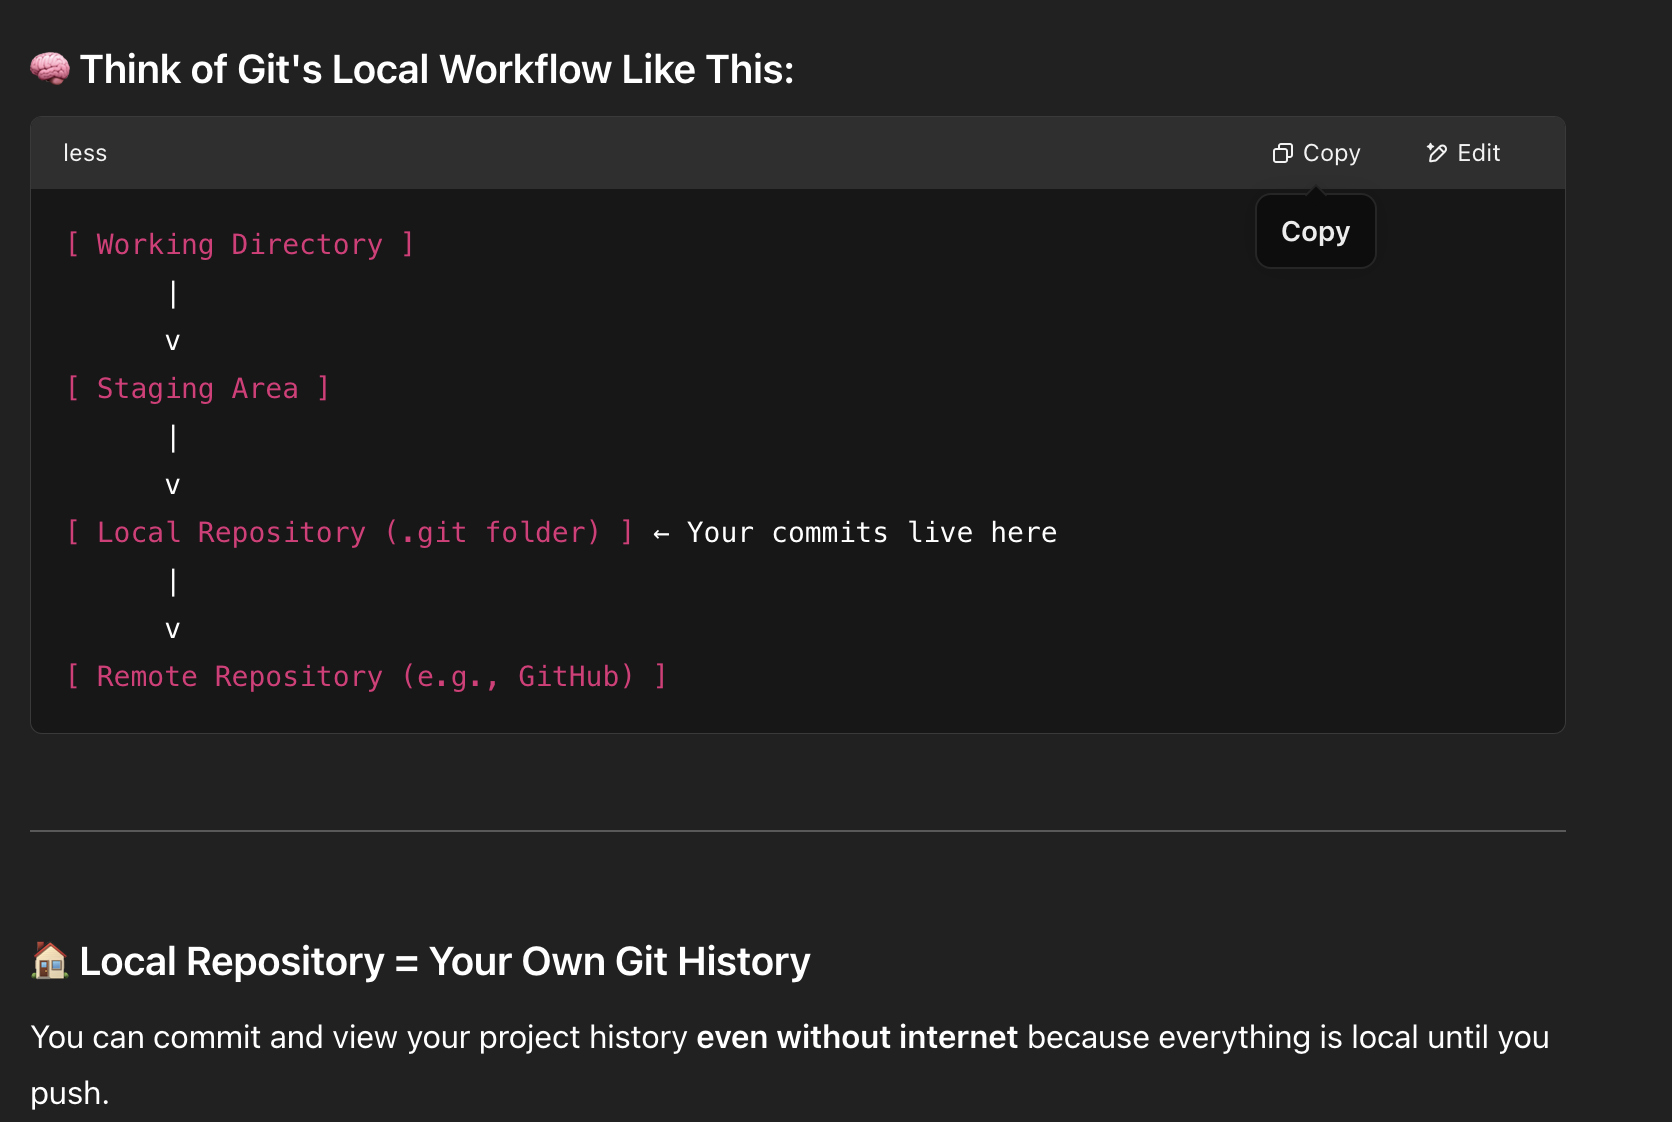 🧠 Think of Git's Local Workflow Like This:
less
Copy
Edit
Copy
[ Working Directory ]
|
v
[ Staging Area ]
|
v
[ Local Repository (.git folder) ] ← Your commits live here
|
v
[ Remote Repository (e.g., GitHub) ]
🏠 Local Repository = Your Own Git History
You can commit and view your project history even without internet because everything is local until you
push.